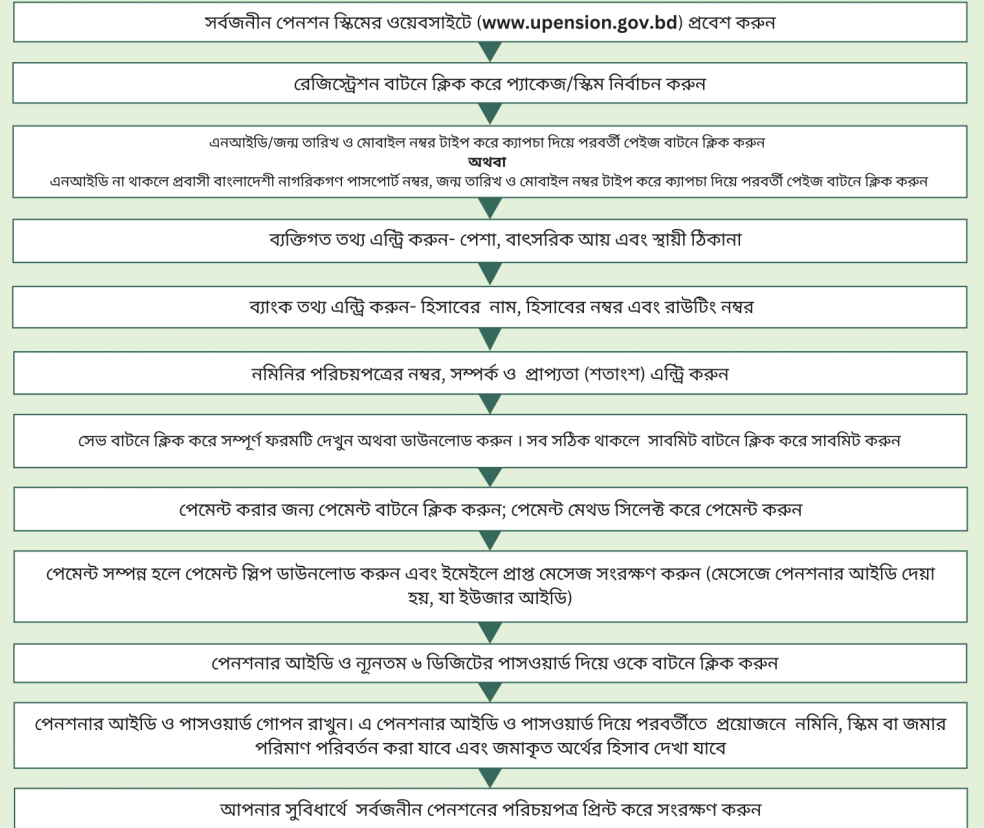 সর্বজনীন পেনশন স্কিমের ওয়েবসাইটে (www.upension.gov.bd) প্রবেশ করুন
রেজিস্ট্রেশন বাটনে ক্লিক করে প্যাকেজ/স্কিম নির্বাচন করুন
এনআইডি/জন্ম তারিখ ও মোবাইল নম্বর টাইপ করে ক্যাপচা দিয়ে পরবর্তী পেইজ বাটনে ক্লিক করুন
অথবা
এনআইডি না থাকলে প্রবাসী বাংলাদেশী নাগরিকগণ পাসপোর্ট নম্বর, জন্ম তারিখ ও মোবাইল নম্বর টাইপ করে ক্যাপচা দিয়ে পরবর্তী পেইজ বাটনে ক্লিক করুন
ব্যক্তিগত তথ্য এন্ট্রি করুন- পেশা, বাৎসরিক আয় এবং স্থায়ী ঠিকানা
ব্যাংক তথ্য এন্ট্রি করুন- হিসাবের নাম, হিসাবের নম্বর এবং রাউটিং নম্বর
নমিনির পরিচয়পত্রের নম্বর, সম্পর্ক ও প্রাপ্যতা (শতাংশ) এন্ট্রি করুন
সেভ বাটনে ক্লিক করে সম্পূর্ণ ফরমটি দেখুন অথবা ডাউনলোড করুন । সব সঠিক থাকলে সাবমিট বাটনে ক্লিক করে সাবমিট করুন
পেমেন্ট করার জন্য পেমেন্ট বাটনে ক্লিক করুন; পেমেন্ট মেথড সিলেক্ট করে পেমেন্ট করুন
পেমেন্ট সম্পন্ন হলে পেমেন্ট স্লিপ ডাউনলোড করুন এবং ইমেইলে প্রাপ্ত মেসেজ সংরক্ষণ করুন (মেসেজে পেনশনার আইডি দেয়া
হয়, যা ইউজার আইডি)
পেনশনার আইডি ও ন্যূনতম ৬ ডিজিটের পাসওয়ার্ড দিয়ে ওকে বাটনে ক্লিক করুন
পেনশনার আইডি ও পাসওয়ার্ড গোপন রাখুন। এ পেনশনার আইডি ও পাসওয়ার্ড দিয়ে পরবর্তীতে প্রয়োজনে নমিনি, স্কিম বা জমার
পরিমাণ পরিবর্তন করা যাবে এবং জমাকৃত অর্থের হিসাব দেখা যাবে
আপনার সুবিধার্থে সর্বজনীন পেনশনের পরিচয়পত্র প্রিন্ট করে সংরক্ষণ করুন